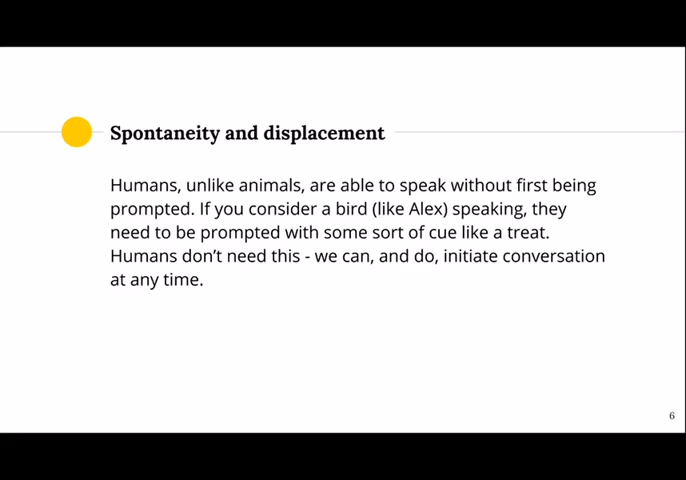 Spontaneity and displacement
Humans, unlike animals, are able to speak without first being
prompted. If you consider a bird (like Alex) speaking, they
need to be prompted with some sort of cue like a treat.
Humans don’t need this - we can, and do, initiate conversation
at any time.
6